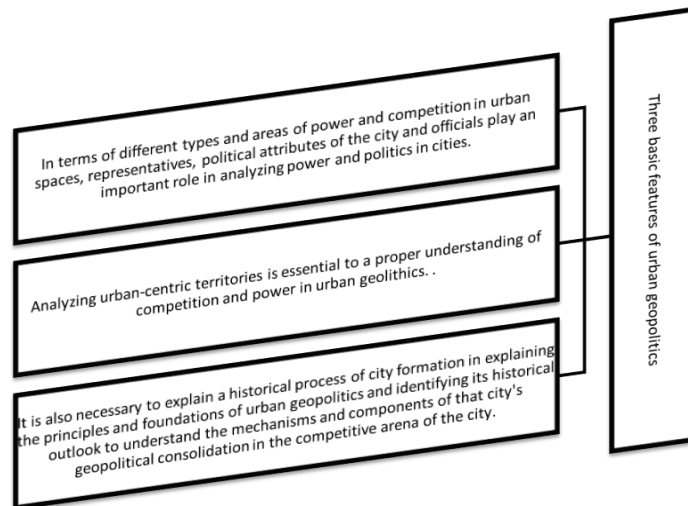 In terms of different types and areas of power and competition in urban
spaces, representatives, political attributes of the city and officials play an
important role in analyzing power and politics in cities.
Analyzing urban-centric territories is essential to a proper understanding of
competition and power in urban geolithics. .
It is also necessary to explain a historical process of city formation in explaining
the principles and foundations of urban geopolitics and identifying its historical
outlook to understand the mechanisms and components of that city's
geopolitical consolidation in the competitive arena of the city.
Three basic features of urban geopolitics